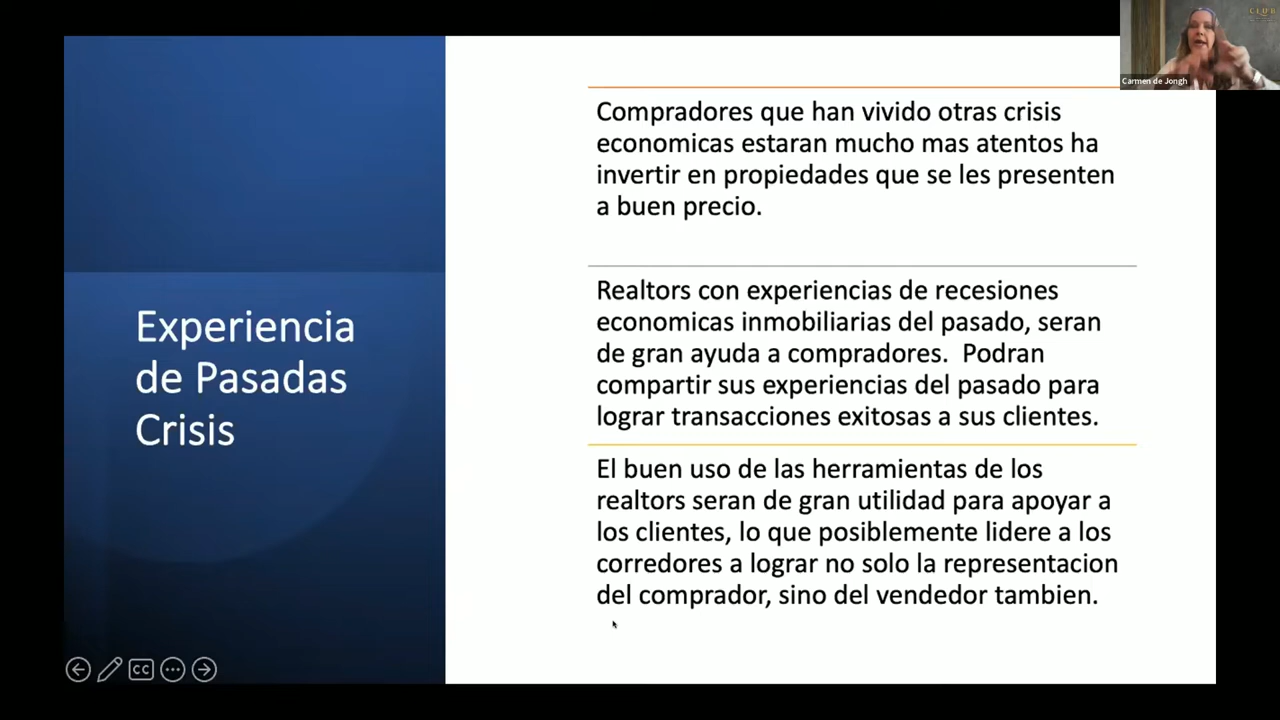 CLUB
Carmen de Jongh
Experiencia
de Pasadas
Crisis
Compradores que han vivido otras crisis
economicas estaran mucho mas atentos ha
invertir en propiedades que se les presenten
a buen precio.
Realtors con experiencias de recesiones
economicas inmobiliarias del pasado, seran
de gran ayuda a compradores.  Podran
compartir sus experiencias del pasado para
lograr transacciones exitosas a sus clientes.
El buen uso de las herramientas de los
realtors seran de gran utilidad para apoyar a
los clientes, lo que posiblemente lidere a los
corredores a lograr no solo la representacion
del comprador, sino del vendedor tambien.
CC